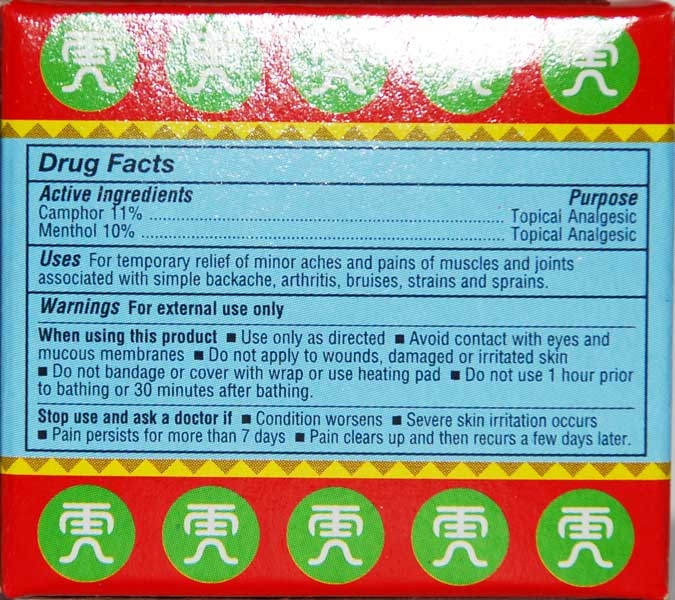 Drug Facts
Active Ingredients Purpose
Camphor 11% ........................................................ Topical Analgesic
Menthol 10% ........................................................ Topical Analgesic
Uses For temporary relief of minor aches and pains of muscles and joints
associated with simple backache, arthritis, bruises, strains and sprains.
Warnings For external use only
When using this product ■ Use only as directed ■ Avoid contact with eyes and
mucous membranes ■ Do not apply to wounds, damaged or irritated skin
■ Do not bandage or cover with wrap or use heating pad ■ Do not use 1 hour prior
to bathing or 30 minutes after bathing.
Stop use and ask a doctor if ■ Condition worsens ■ Severe skin irritation occurs
■ Pain persists for more than 7 days ■ Pain clears up and then recurs a few days later.